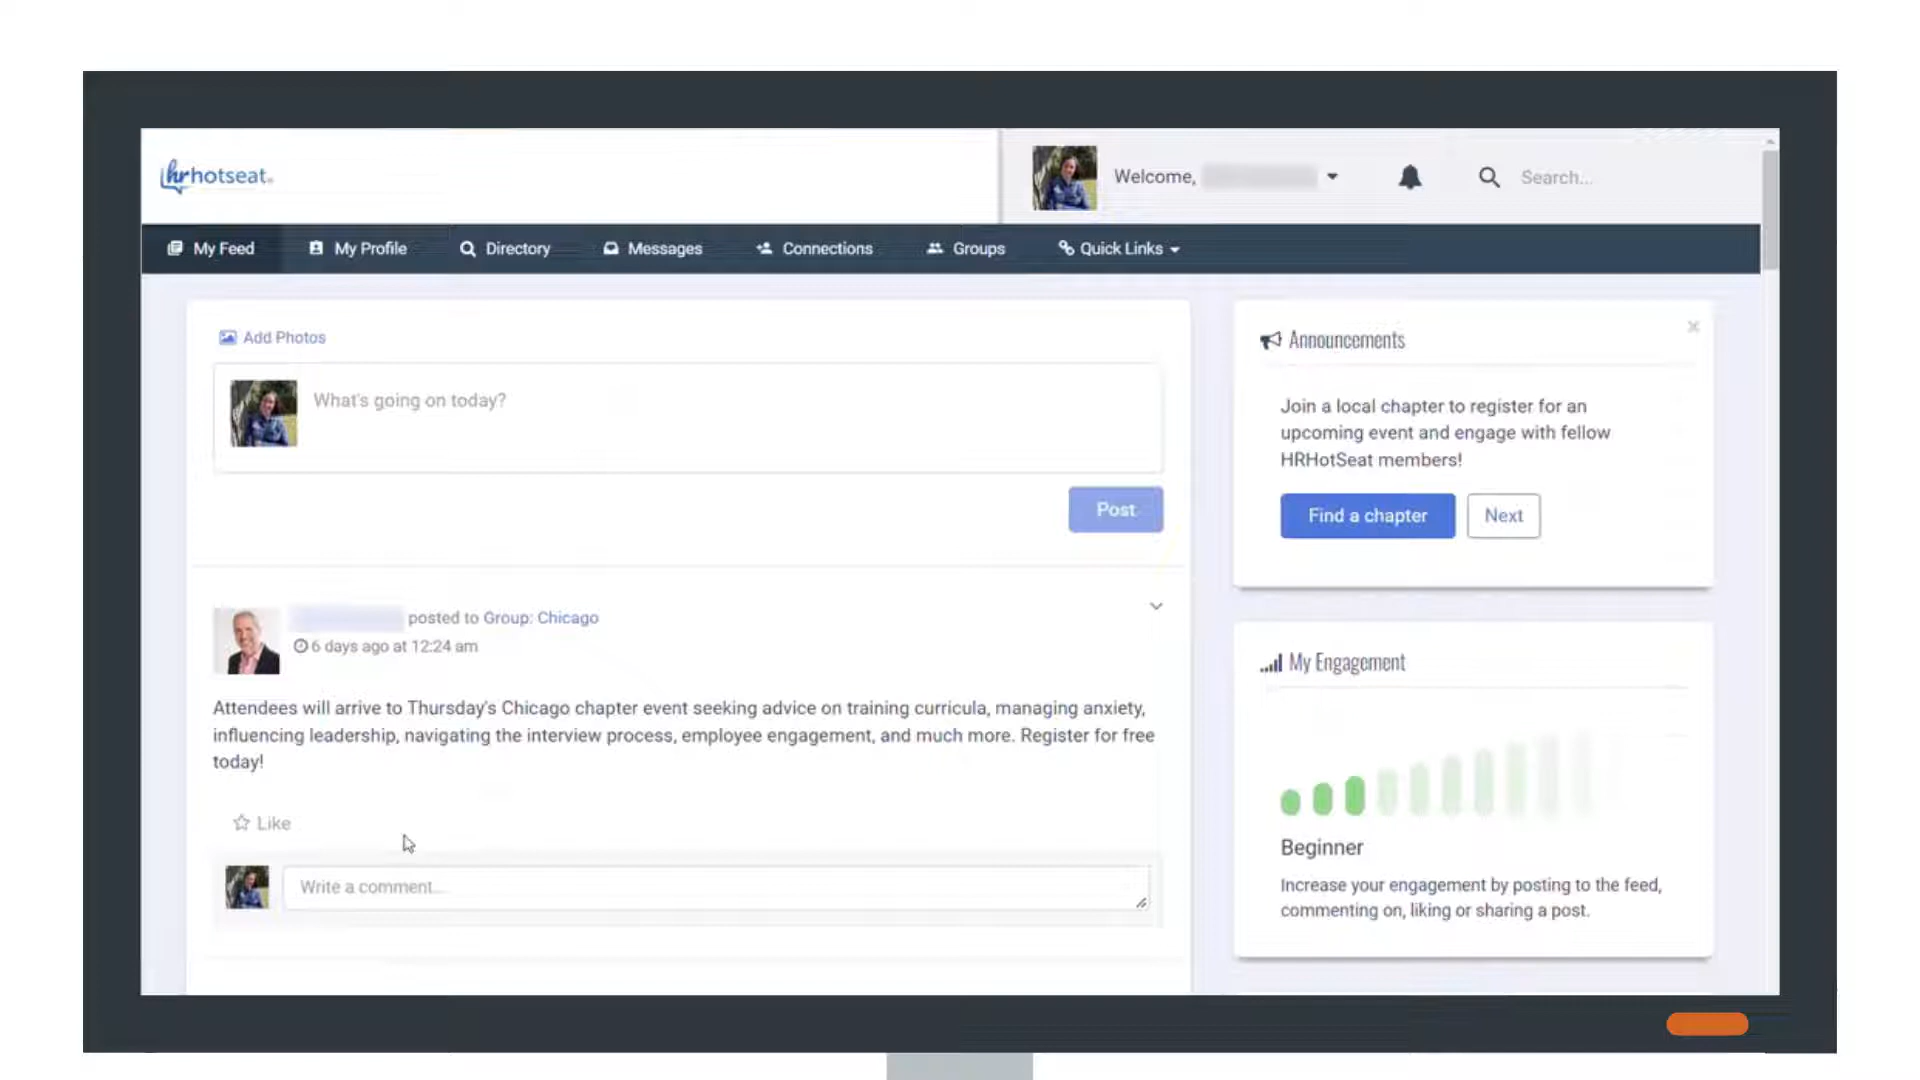 hrhotseat
Welcome,
Search...
My Feed
My Profile
Directory
Messages
Connections
Groups
Quick Links
Add Photos
What's going on today?
Post
posted to Group: Chicago
6 days ago at 12:24 am
Attendees will arrive to Thursday's Chicago chapter event seeking advice on training curricula, managing anxiety,
influencing leadership, navigating the interview process, employee engagement, and much more. Register for free
today!
Like
Write a comment...
Announcements
Join a local chapter to register for an
upcoming event and engage with fellow
HRHotSeat members!
Find a chapter
Next
My Engagement
Beginner
Increase your engagement by posting to the feed,
commenting on, liking or sharing a post.